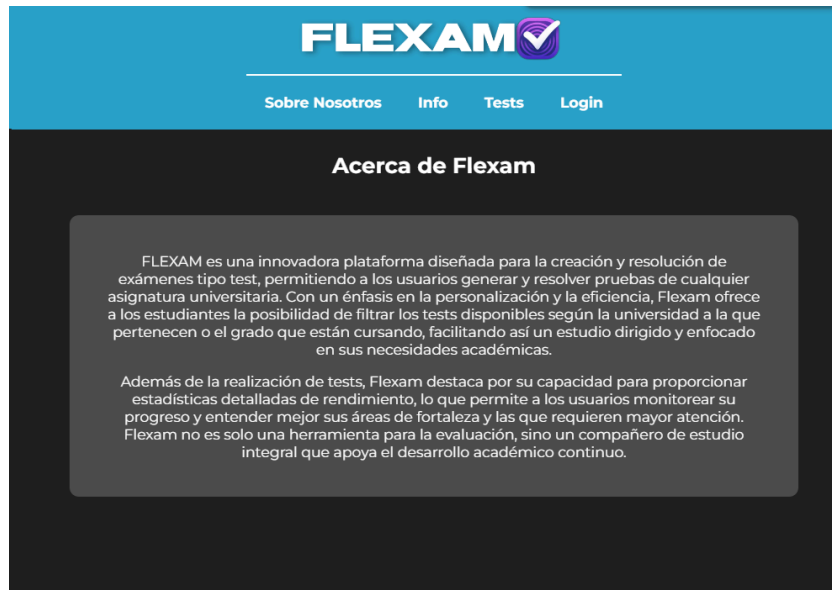 FLEXAM
Sobre Nosotros Info Tests Login
Acerca de Flexam
FLEXAM es una innovadora plataforma diseñada para la creación y resolución de
exámenes tipo test, permitiendo a los usuarios generar y resolver pruebas de cualquier
asignatura universitaria. Con un énfasis en la personalización y la eficiencia, Flexam ofrece
a los estudiantes la posibilidad de filtrar los tests disponibles según la universidad a la que
pertenecen o el grado que están cursando, facilitando así un estudio dirigido y enfocado
en sus necesidades académicas.
Además de la realización de tests, Flexam destaca por su capacidad para proporcionar
estadísticas detalladas de rendimiento, lo que permite a los usuarios monitorear su
progreso y entender mejor sus áreas de fortaleza y las que requieren mayor atención.
Flexam no es solo una herramienta para la evaluación, sino un compañero de estudio
integral que apoya el desarrollo académico continuo.